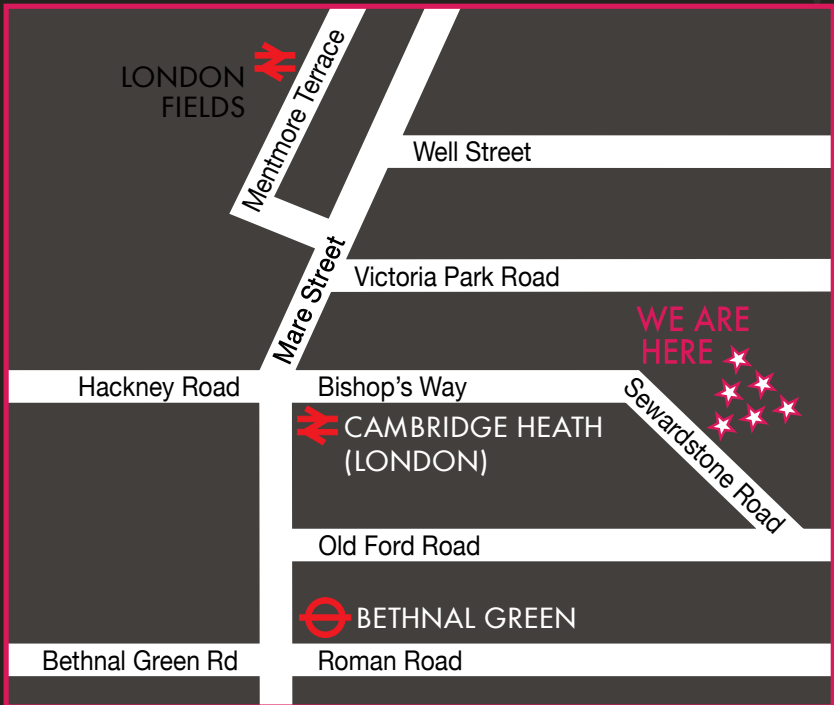 LONDON
FIELDS
Mentmore Terrace
Well Street
Mare Street
Victoria Park Road
WE ARE
HERE
Hackney Road
Bishop's Way
Sewardstone Road
CAMBRIDGE HEATH
(LONDON)
Old Ford Road
BETHNAL GREEN
Bethnal Green Rd
Roman Road